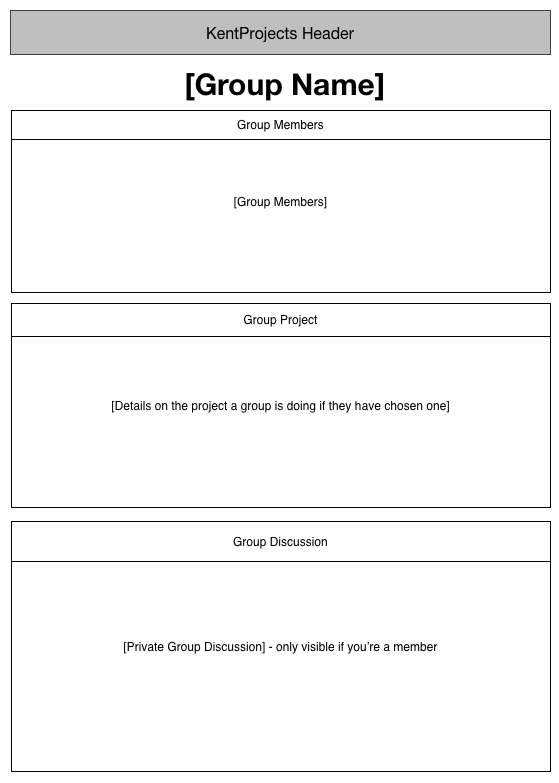 KentProjects Header
[Group Name]
Group Members
[Group Members]
Group Project
[Details on the project a group is doing if they have chosen one]
Group Discussion
[Private Group Discussion] - only visible if you’re a member